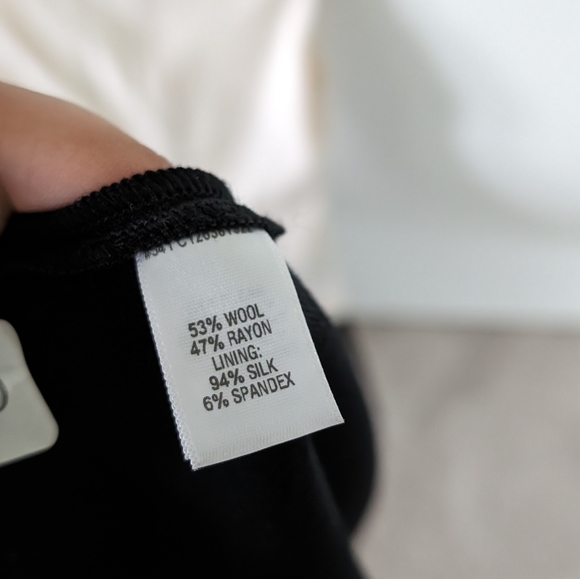 53% WOOL
47% RAYON
LINING:
94% SILK
6% SPANDEX